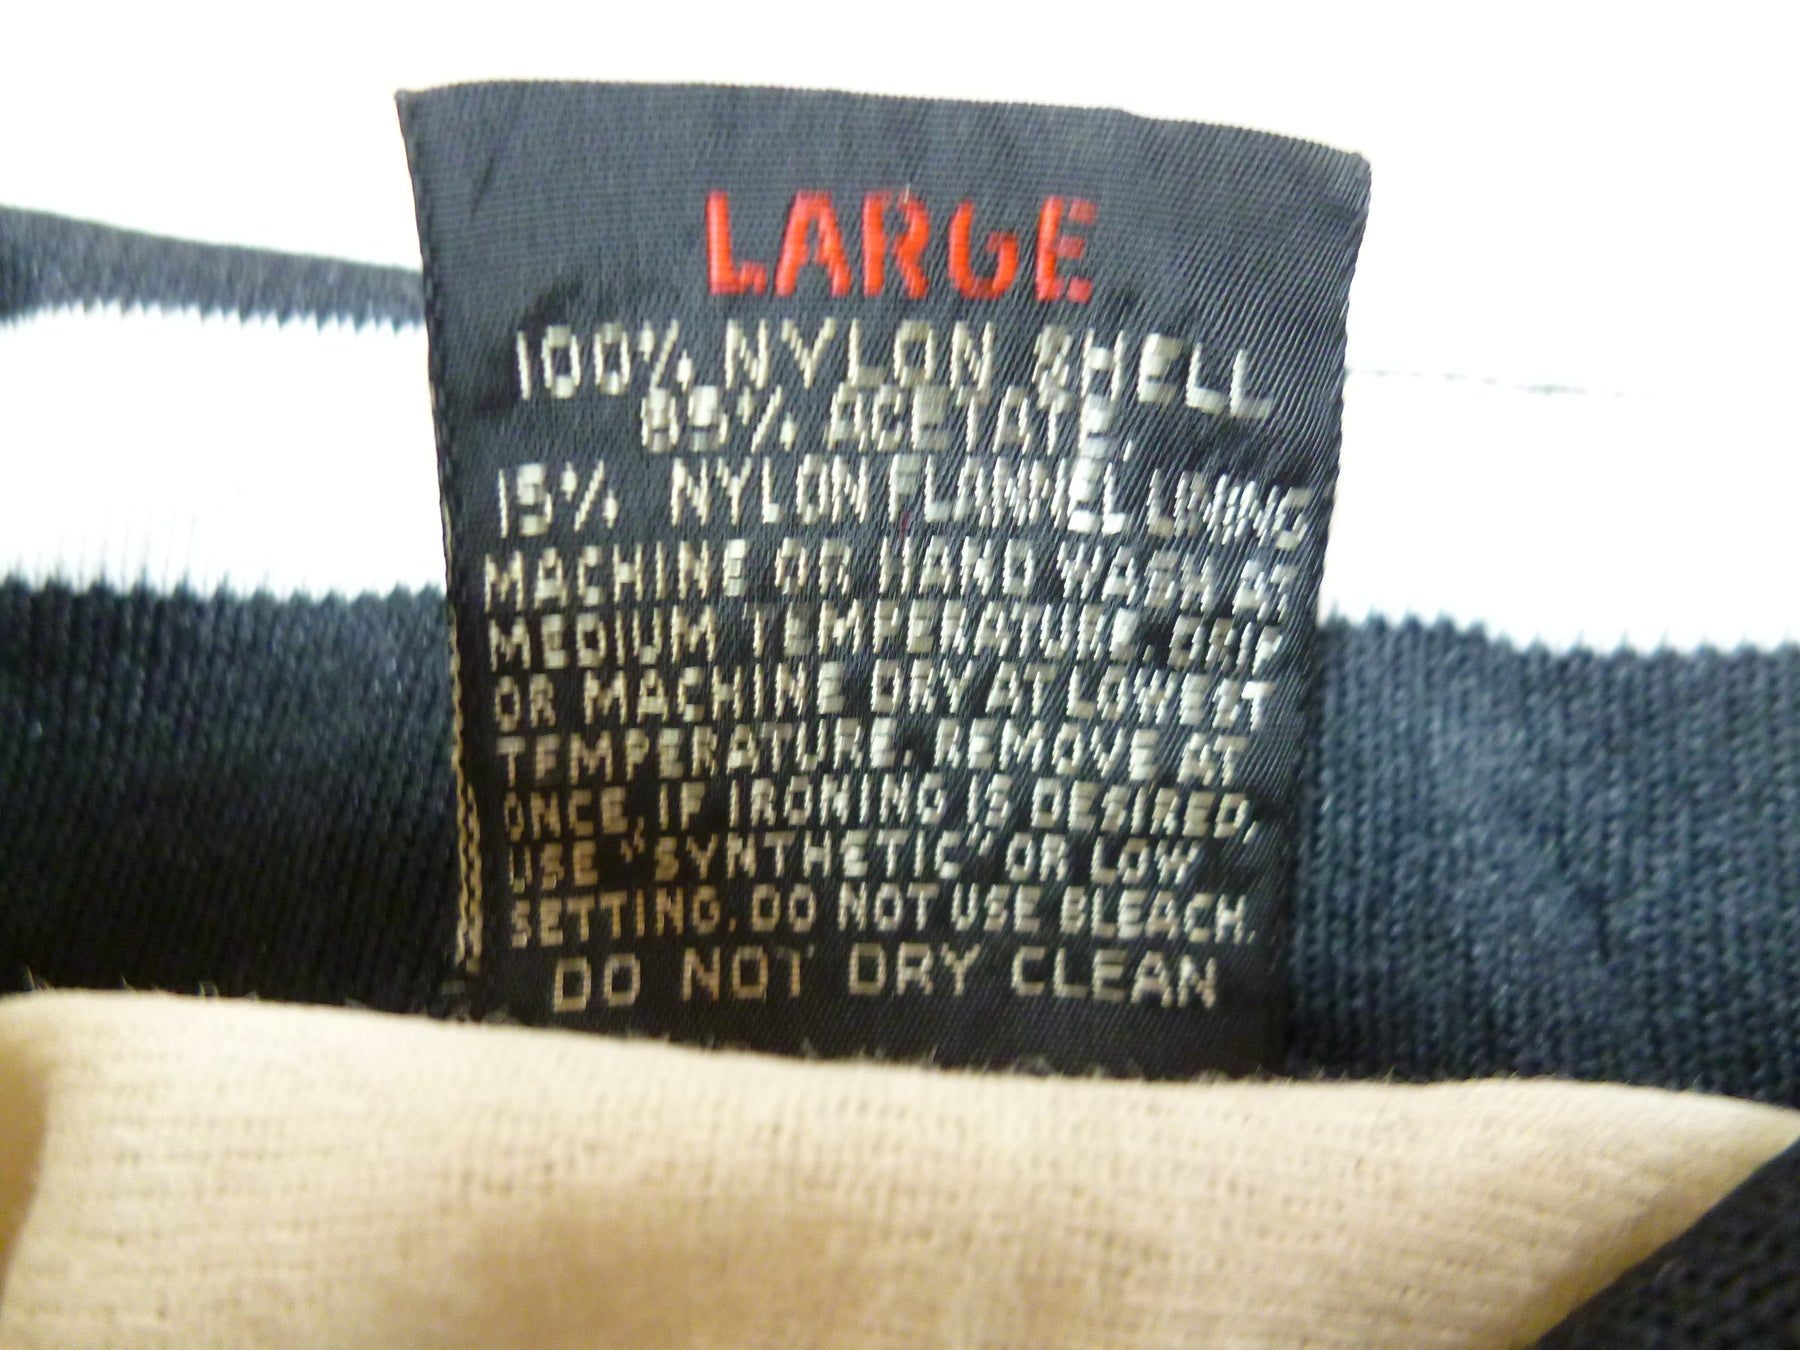 LARGE
100% NYLON SHELL
85% ACETATE,
15% NYLON FLANNEL LINING
MACHINE OR HAND WASH AT
MEDIUM TEMPERATURE. DRIP
OR MACHINE DRY AT LOWEST
TEMPERATURE. REMOVE AT
ONCE, IF IRONING IS DESIRED,
USE "SYNTHETIC" OR LOW
SETTING. DO NOT USE BLEACH.
DO NOT DRY CLEAN